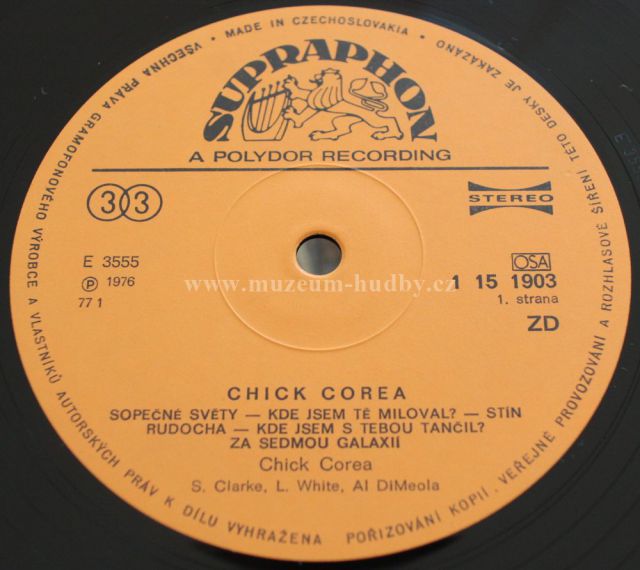 VŠECHNA PRÁVA GRAMOFONOVÉHO VÝROBCE A VLASTNÍKŮ AUTORSKÝCH PRÁV K DÍLU VYHRAŽENA
• MADE IN CZECHOSLOVAKIA •
POŘIZOVÁNÍ KOPIÍ, VEŘEJNÉ PROVOZOVÁNÍ A ROZHLASOVÉ ŠÍŘENÍ TÉTO DESKY JE ZAKÁZÁNO
SUPRAPHON
A POLYDOR RECORDING
33
STEREO
E 3555
Ⓟ 1976
77 1
OSA
1 15 1903
1. strana
ZD
www.muzeum-hudby.cz
CHICK COREA
SOPEČNÉ SVĚTY — KDE JSEM TĚ MILOVAL? — STÍN
RUDOCHA — KDE JSEM S TEBOU TANČIL?
ZA SEDMOU GALAXIÍ
Chick Corea
S. Clarke, L. White, Al DiMeola